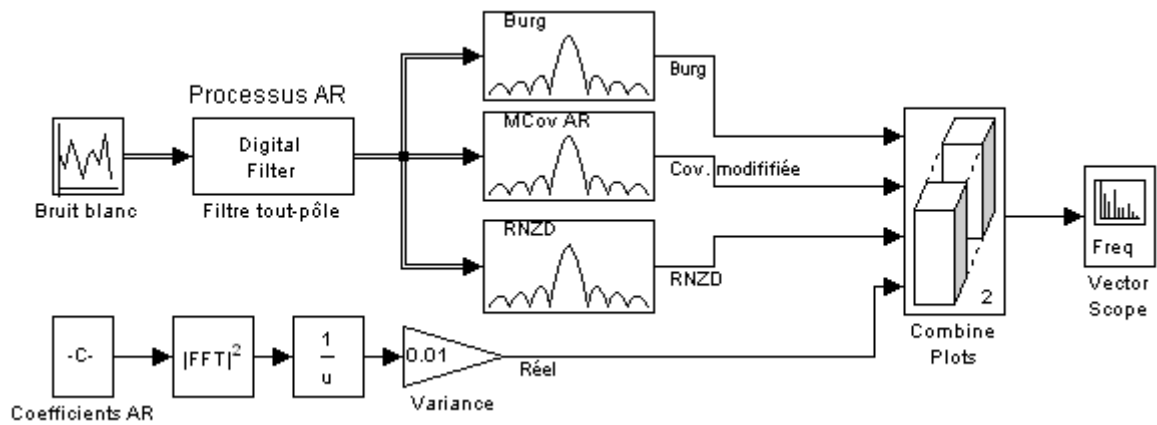 Burg
Burg
Processus AR
MCov AR
Digital
Filter
Cov. modififiée
Bruit blanc
Filtre tout-pôle
RNZD
RNZD
Freq
2
Vector
Scope
Combine
Plots
-C-
|FFT|²
1
u
0.01
Réel
Variance
Coefficients AR